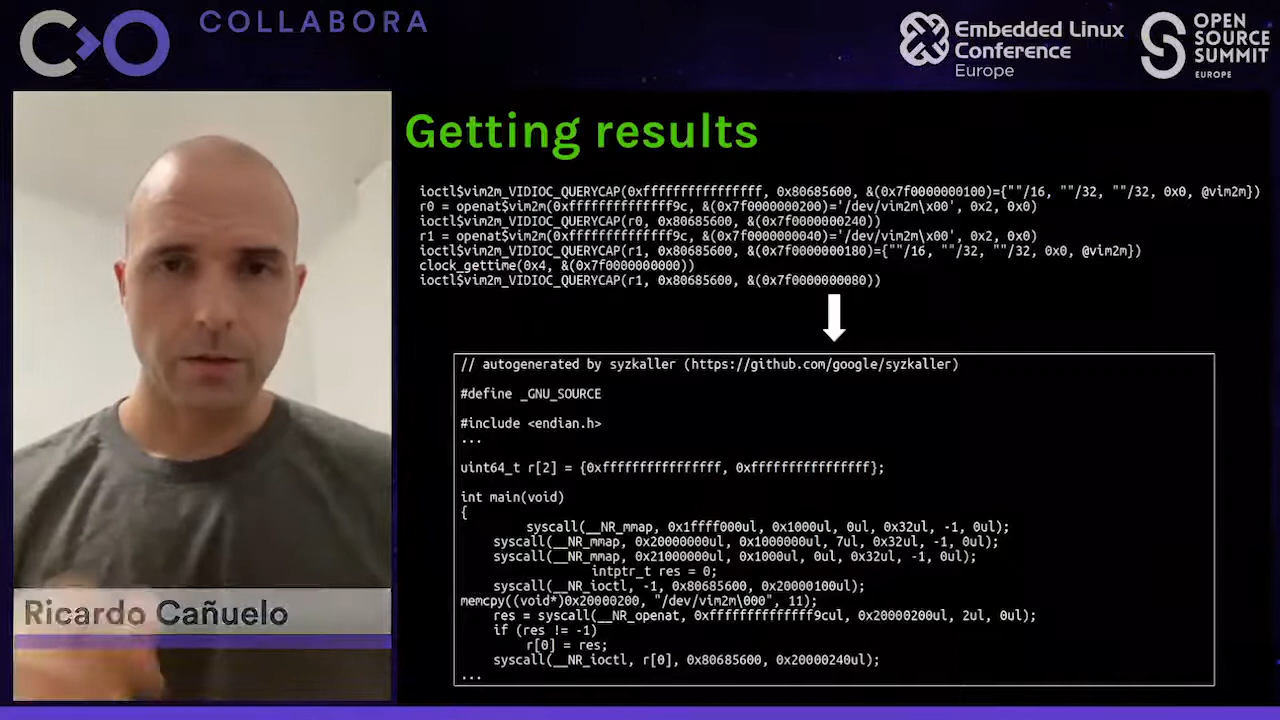 COLLABORA
Embedded Linux
Conference
Europe
OPEN
SOURCE
SUMMIT
EUROPE
Getting results
ioctl$vim2m_VIDIOC_QUERYCAP(0xffffffffffffffff, 0x80685600, &(0x7f0000000100)={""/16, ""/32, ""/32, 0x0, @vim2m})
r0 = openat$vim2m(0xffffffffffffff9c, &(0x7f0000000200)='/dev/vim2m\x00', 0x2, 0x0)
ioctl$vim2m_VIDIOC_QUERYCAP(r0, 0x80685600, &(0x7f0000000240))
r1 = openat$vim2m(0xffffffffffffff9c, &(0x7f0000000040)='/dev/vim2m\x00', 0x2, 0x0)
ioctl$vim2m_VIDIOC_QUERYCAP(r1, 0x80685600, &(0x7f0000000180)={""/16, ""/32, ""/32, 0x0, @vim2m})
clock_gettime(0x4, &(0x7f0000000000))
ioctl$vim2m_VIDIOC_QUERYCAP(r1, 0x80685600, &(0x7f0000000080))
// autogenerated by syzkaller (https://github.com/google/syzkaller)
#define _GNU_SOURCE
#include <endian.h>
...
uint64_t r[2] = {0xffffffffffffffff, 0xffffffffffffffff};
int main(void)
{
syscall(__NR_mmap, 0x1ffff000ul, 0x1000ul, 0ul, 0x32ul, -1, 0ul);
syscall(__NR_mmap, 0x20000000ul, 0x1000000ul, 7ul, 0x32ul, -1, 0ul);
syscall(__NR_mmap, 0x21000000ul, 0x1000ul, 0ul, 0x32ul, -1, 0ul);
intptr_t res = 0;
syscall(__NR_ioctl, -1, 0x80685600, 0x20000100ul);
memcpy((void*)0x20000200, "/dev/vim2m\000", 11);
res = syscall(__NR_openat, 0xffffffffffffff9cul, 0x20000200ul, 2ul, 0ul);
if (res != -1)
r[0] = res;
syscall(__NR_ioctl, r[0], 0x80685600, 0x20000240ul);
...
Ricardo Cañuelo